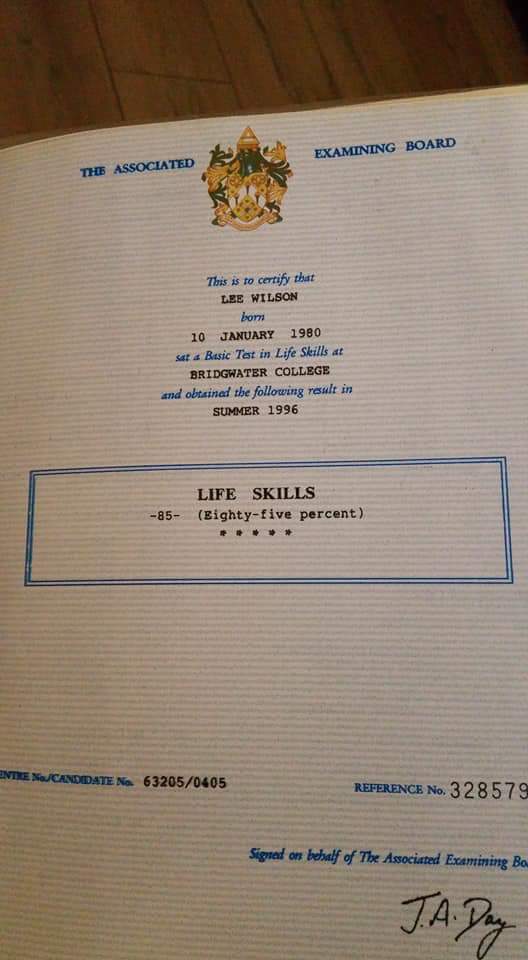 THE ASSOCIATED EXAMINING BOARD
This is to certify that
LEE WILSON
born
10 JANUARY 1980
sat a Basic Test in Life Skills at
BRIDGWATER COLLEGE
and obtained the following result in
SUMMER 1996
LIFE SKILLS
-85- (Eighty-five percent)
* * * * *
No./CANDIDATE No. 63205/0405
REFERENCE No. 328579
Signed on behalf of The Associated Examining
J.A. Day